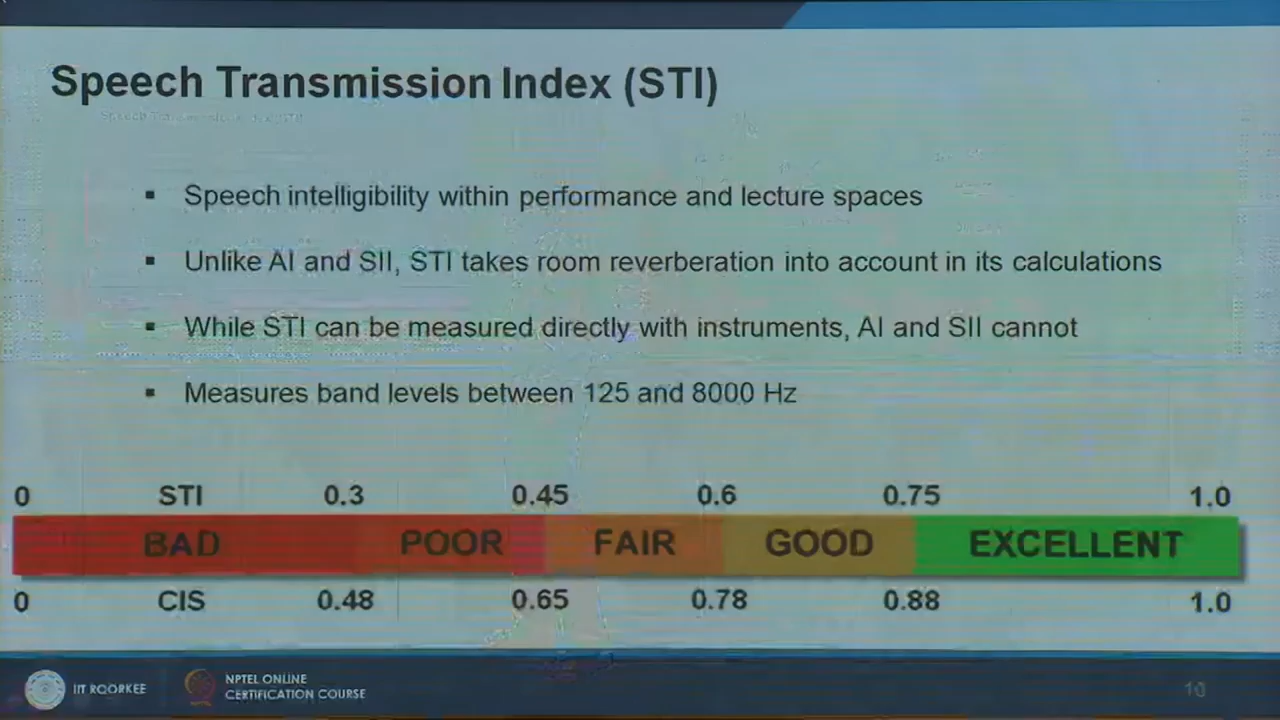 Speech Transmission Index (STI)
▪ Speech intelligibility within performance and lecture spaces
▪ Unlike AI and SII, STI takes room reverberation into account in its calculations
▪ While STI can be measured directly with instruments, AI and SII cannot
▪ Measures band levels between 125 and 8000 Hz
0 STI 0.3 0.45 0.6 0.75 1.0
BAD POOR FAIR GOOD EXCELLENT
0 CIS 0.48 0.65 0.78 0.88 1.0
IIT ROORKEE
NPTEL ONLINE
CERTIFICATION COURSE
10